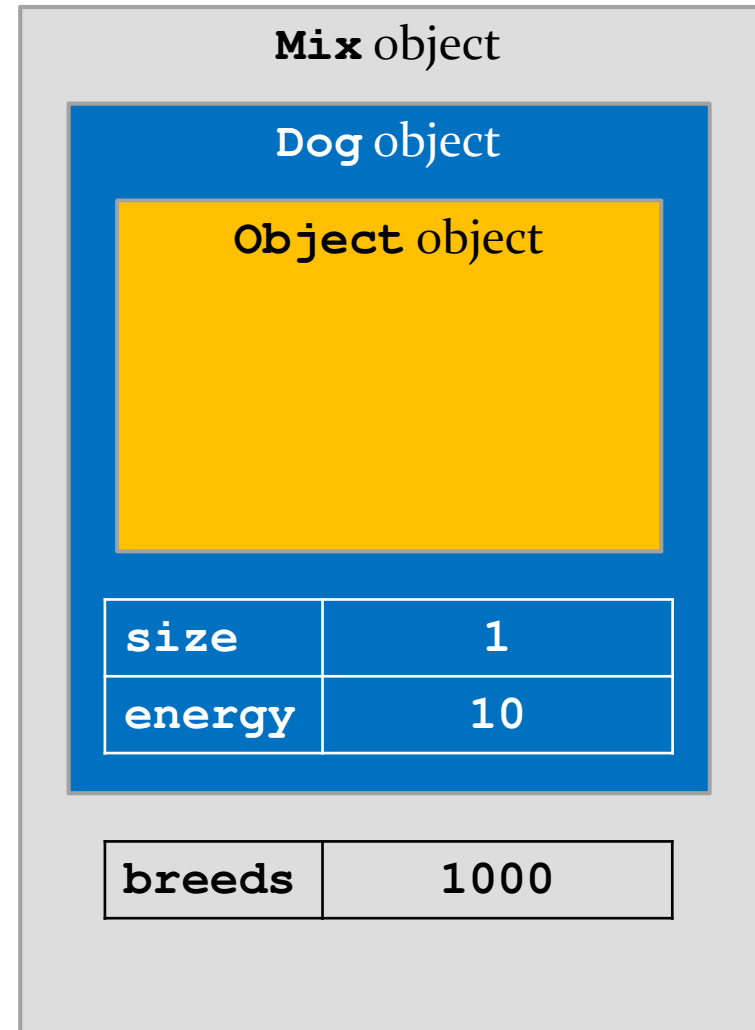 Mix object
Dog object
Object object
size 1
energy 10
breeds 1000